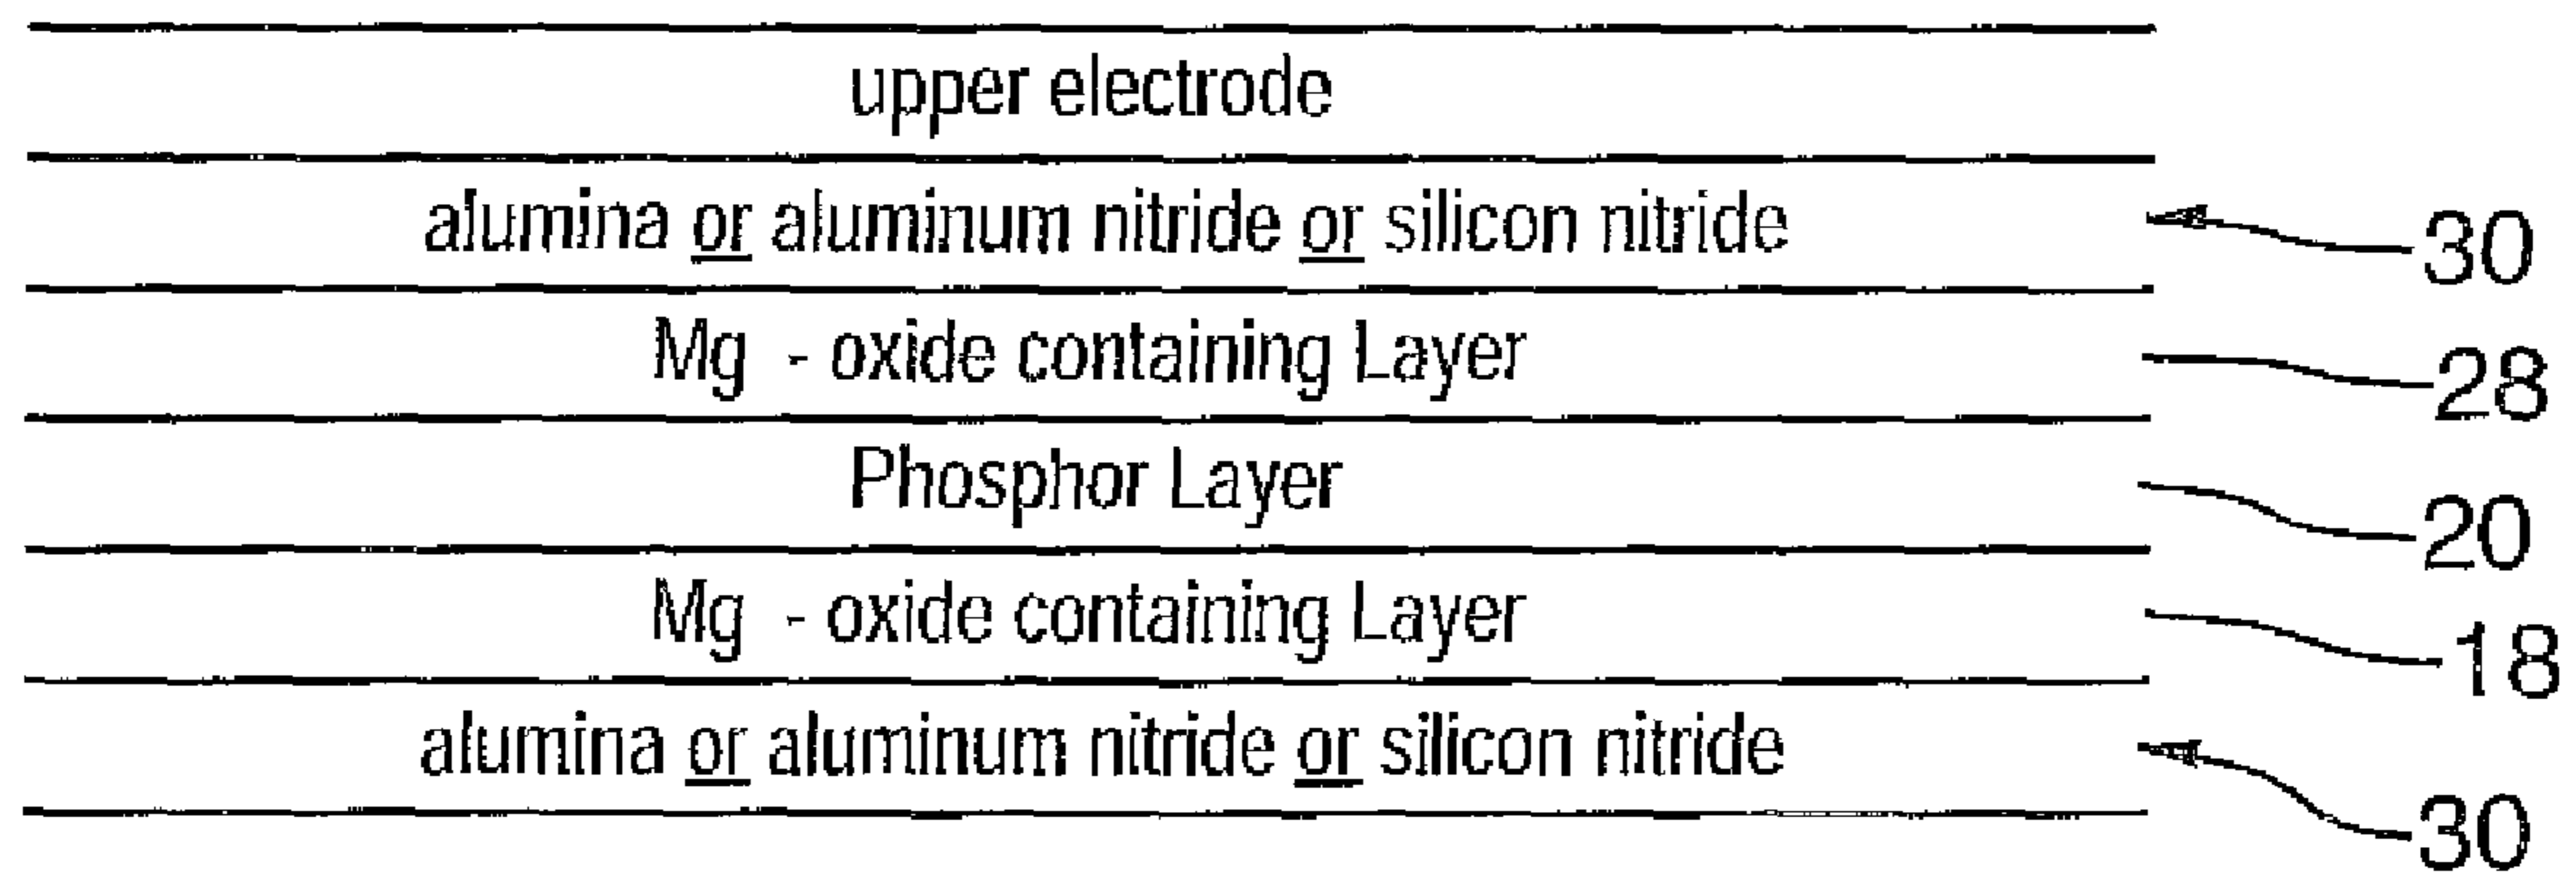 upper electrode
alumina or aluminum nitride or silicon nitride
30
Mg - oxide containing Layer
28
Phosphor Layer
20
Mg - oxide containing Layer
18
alumina or aluminum nitride or silicon nitride
30